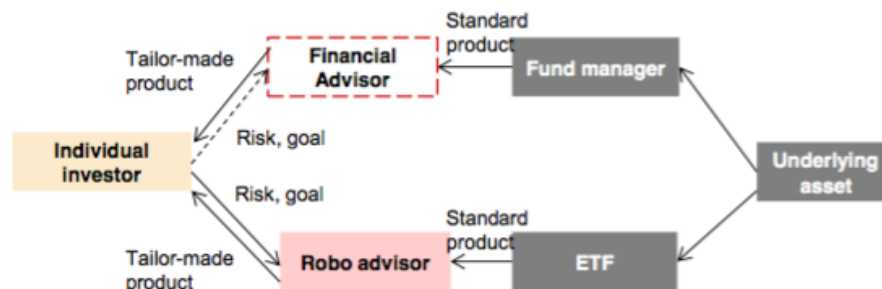 Standard
product
Tailor-made
product
Financial
Advisor
Fund manager
Risk, goal
Individual
investor
Underlying
asset
Risk, goal
Standard
product
Tailor-made
product
Robo advisor
ETF